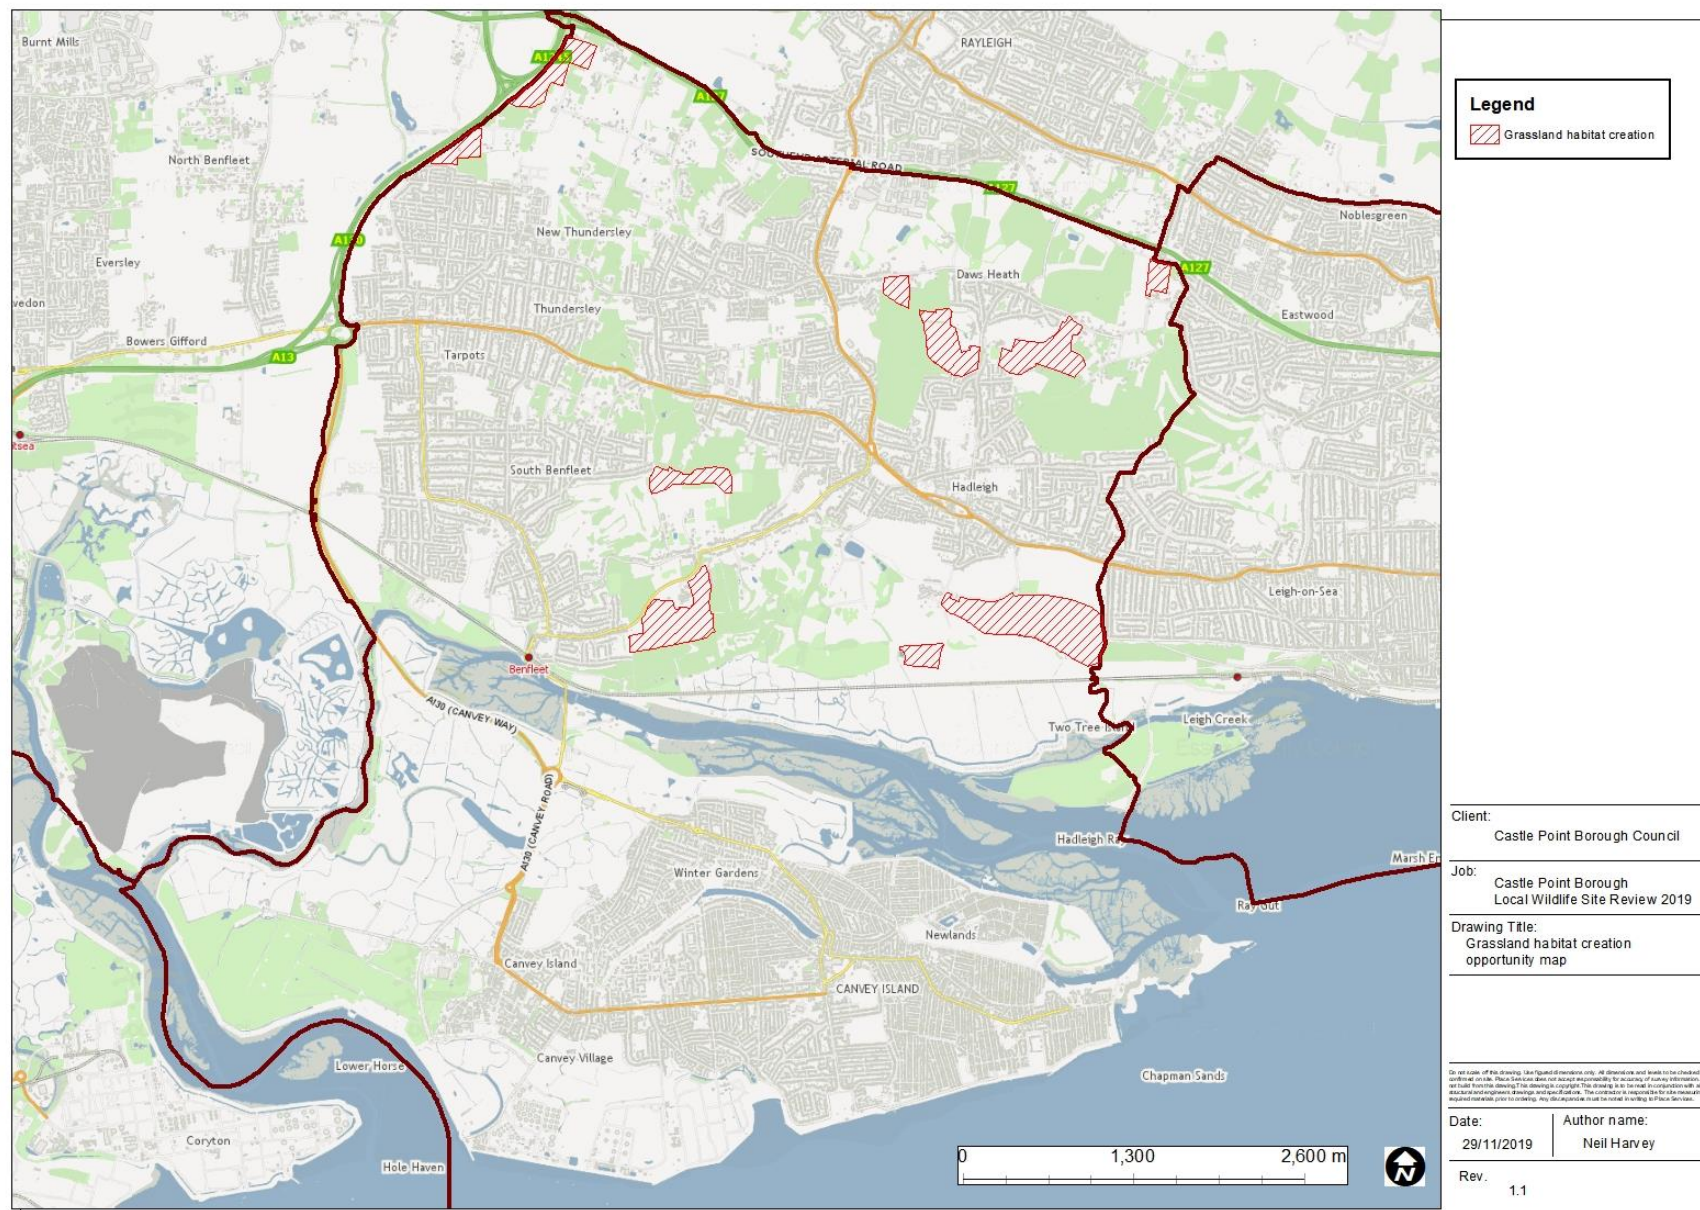 Burnt Mills
RAYLEIGH
North Benfleet
SOUTHEND ARTERIAL ROAD
A127
Noblesgreen
New Thundersley
Eversley
Daws Heath
A127
Thundersley
Eastwood
Bowers Gifford
A13
Tarpots
South Benfleet
Hadleigh
Leigh-on-Sea
Benfleet
A130 (CANVEY WAY)
Two Tree Island
Leigh Creek
A130 (CANVEY ROAD)
Hadleigh Ray
Winter Gardens
Ray Gut
Newlands
Canvey Island
CANVEY ISLAND
Canvey Village
Lower Horse
Chapman Sands
Coryton
Hole Haven
0 1,300 2,600 m
N
Legend
Grassland habitat creation
Client:
Castle Point Borough Council
Job:
Castle Point Borough
Local Wildlife Site Review 2019
Drawing Title:
Grassland habitat creation
opportunity map
Date:
29/11/2019
Author name:
Neil Harvey
Rev.
1.1